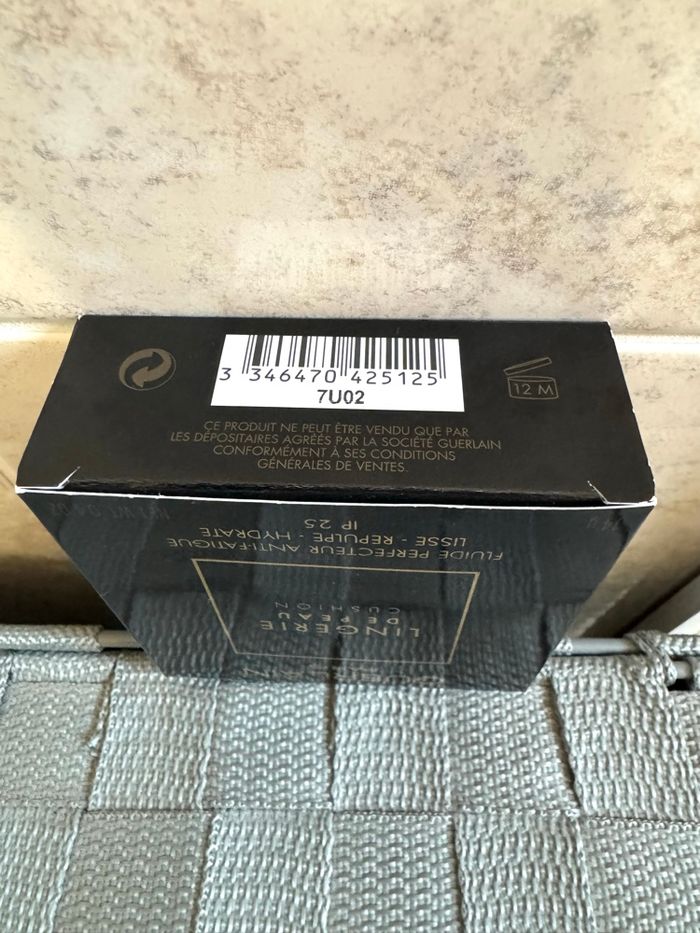 3 346470 425125
7U02
12 M
CE PRODUIT NE PEUT ÊTRE VENDU QUE PAR
LES DÉPOSITAIRES AGRÉÉS PAR LA SOCIÉTÉ GUERLAIN
CONFORMÉMENT À SES CONDITIONS
GÉNÉRALES DE VENTES.
IP 25
LISSE - REPULPE - HYDRATE
FLUIDE PERFECTEUR ANTI-FATIGUE
CUSHION
DE PEAU
LINGERIE